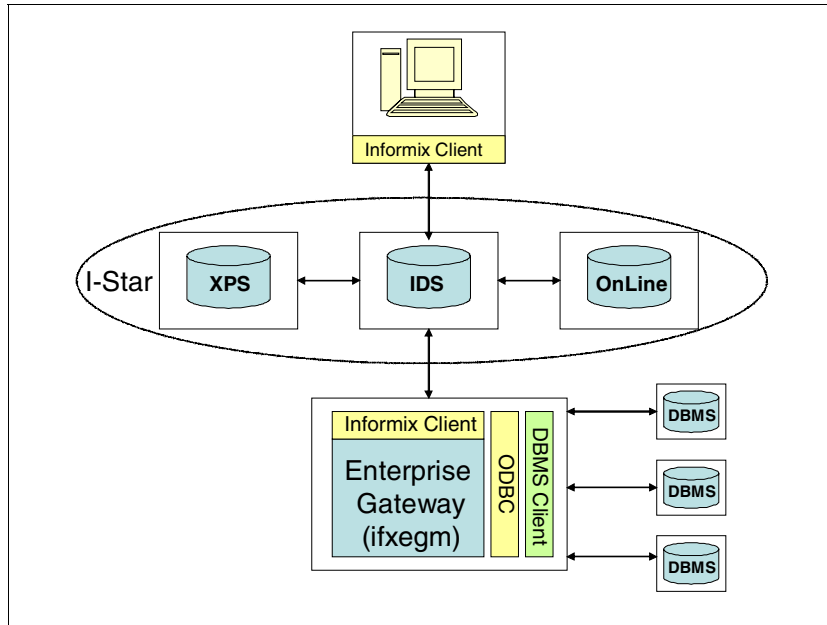 Informix Client
I-Star
XPS
IDS
OnLine
Informix Client
Enterprise
Gateway
(ifxegm)
ODBC
DBMS Client
DBMS
DBMS
DBMS